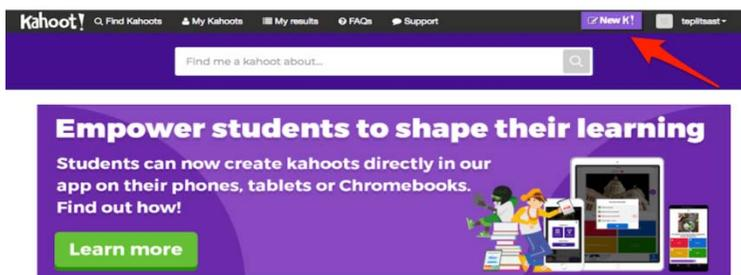 Kahoot! Find Kahoots My Kahoots My results FAQs Support New K! teplitsast
Find me a kahoot about...
Empower students to shape their learning
Students can now create kahoots directly in our
app on their phones, tablets or Chromebooks.
Find out how!
Learn more